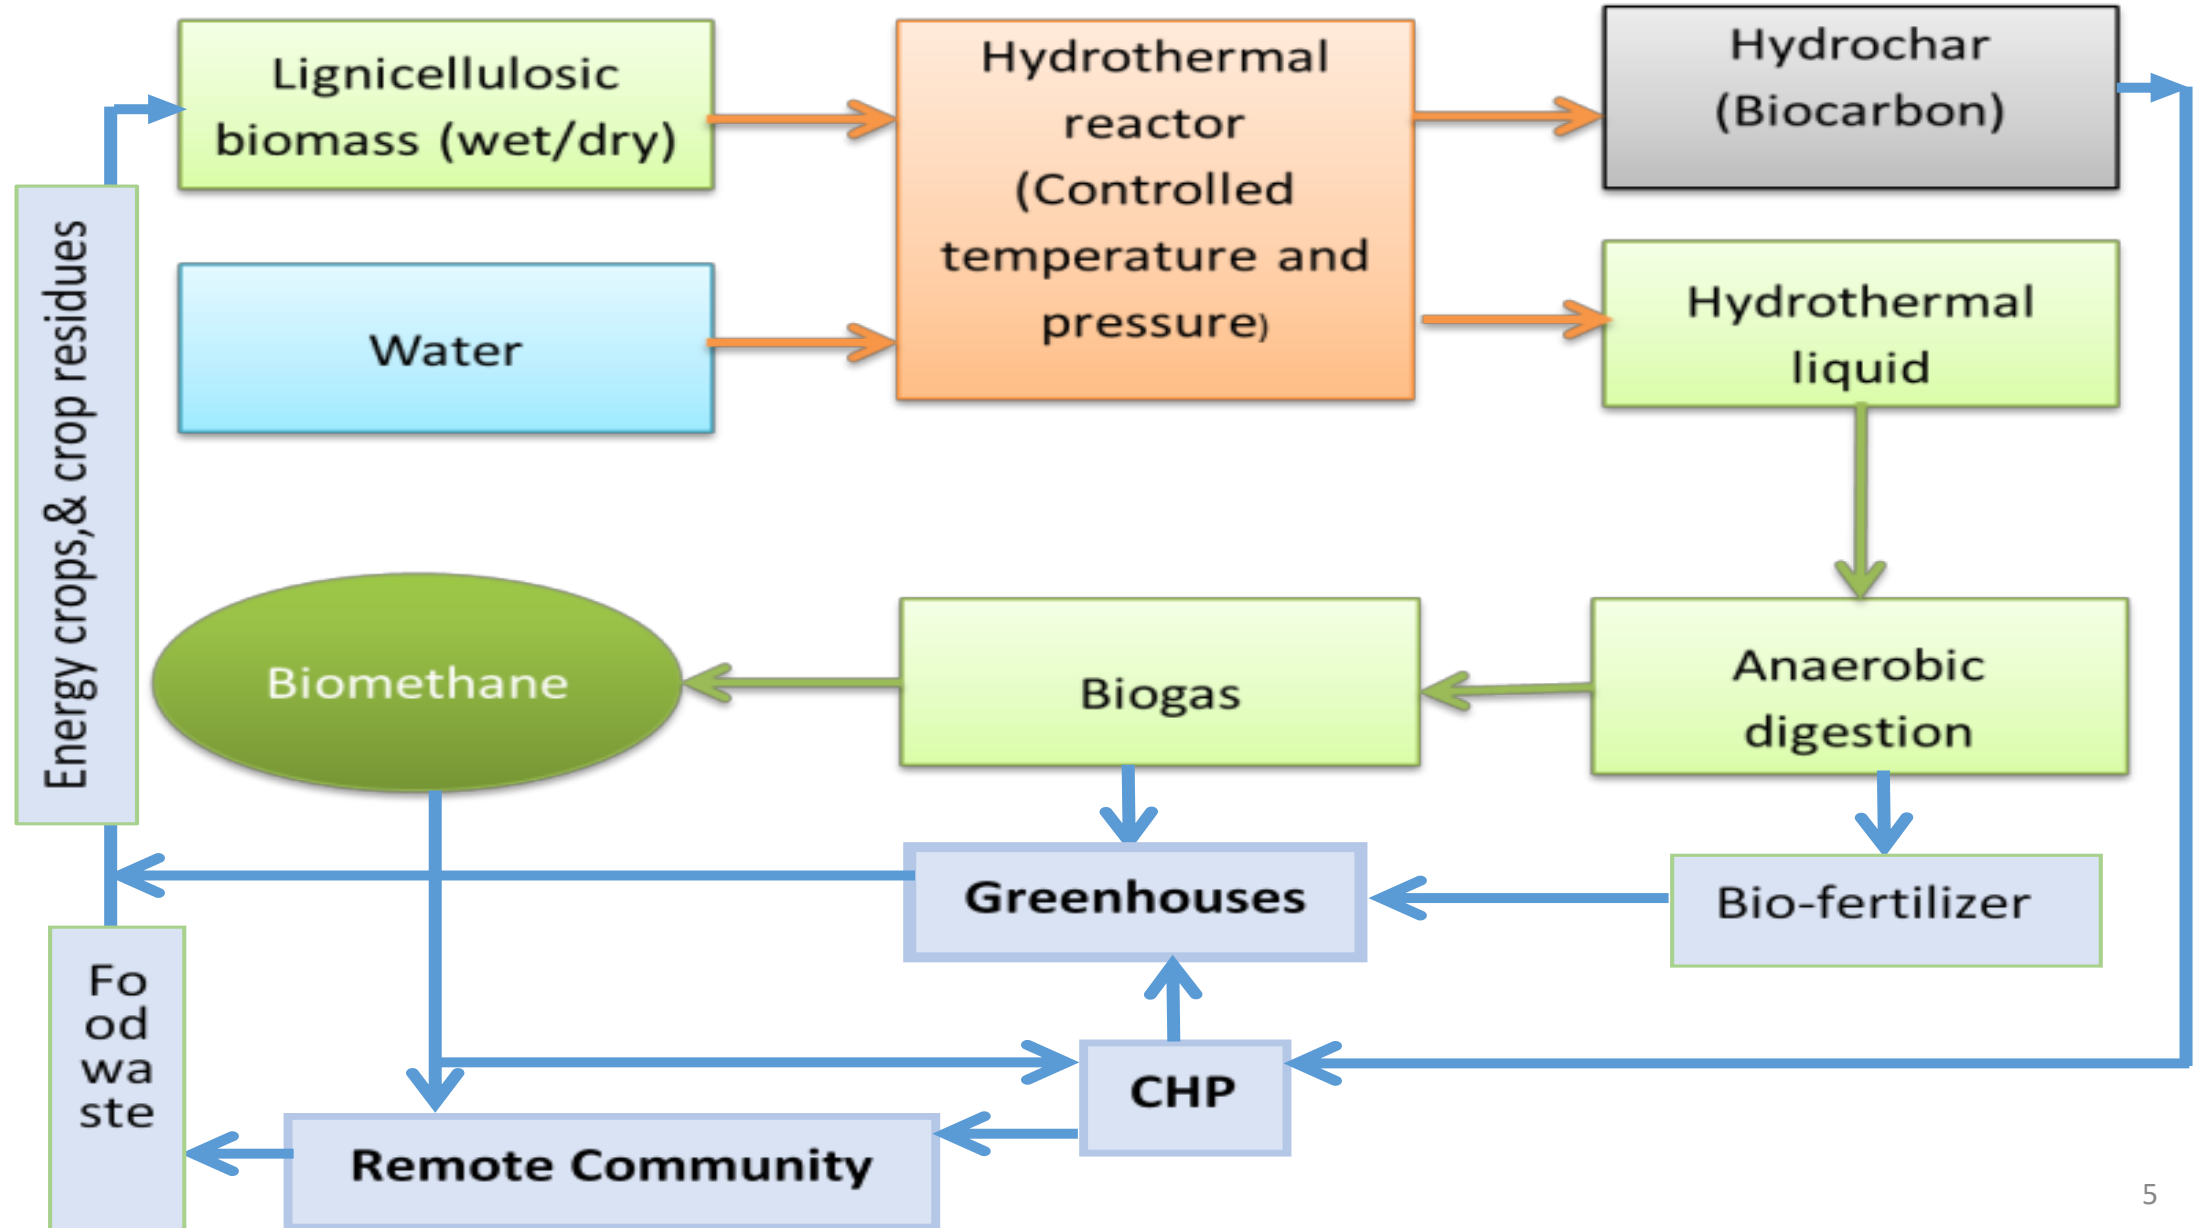 Lignicellulosic
biomass (wet/dry)
Hydrothermal
reactor
(Controlled
temperature and
pressure)
Hydrochar
(Biocarbon)
Energy crops,& crop residues
Water
Hydrothermal
liquid
Biomethane
Biogas
Anaerobic
digestion
Greenhouses
Bio-fertilizer
Fo
od
wa
ste
CHP
Remote Community
5